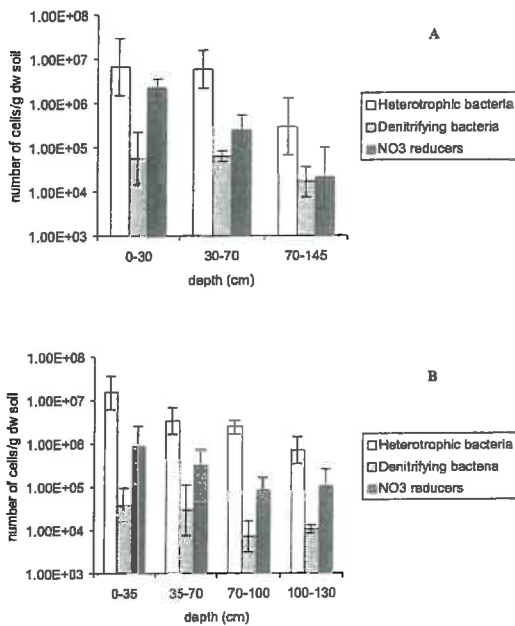 A
1.00E+08
1.00E+07
1.00E+06
1.00E+05
1.00E+04
1.00E+03
number of cells/g dw soil
0-30 30-70 70-145
depth (cm)
Heterotrophic bacteria
Denitrifying bacteria
NO3 reducers
B
1.00E+08
1.00E+07
1.00E+06
1.00E+05
1.00E+04
1.00E+03
number of cells/g dw soil
0-35 35-70 70-100 100-130
depth (cm)
Heterotrophic bacteria
Denitrifying bacteria
NO3 reducers